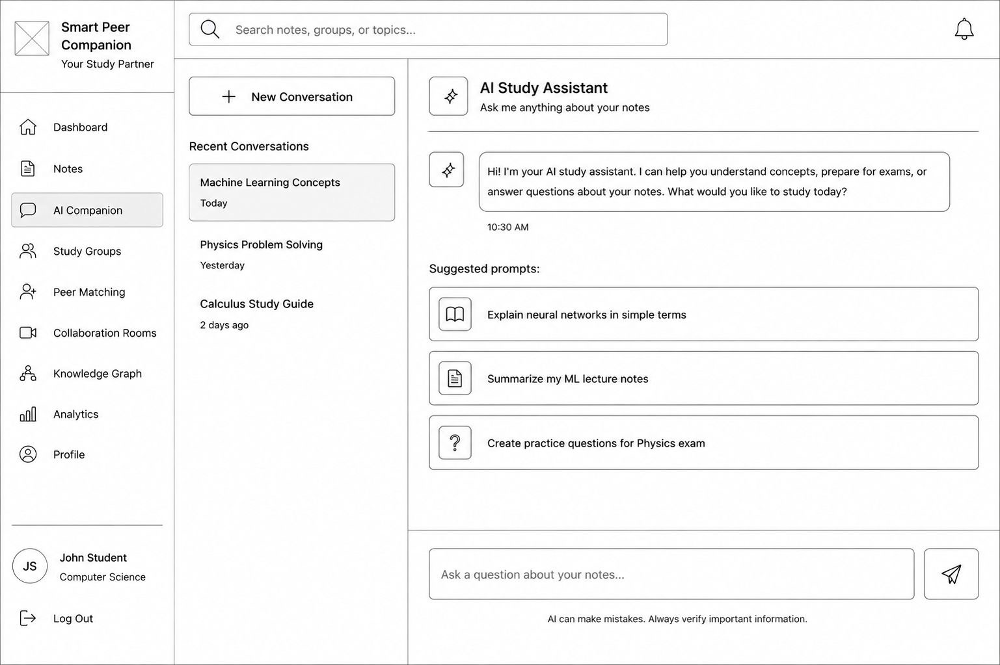 Smart Peer
Companion
Your Study Partner
Search notes, groups, or topics...
Dashboard
Notes
AI Companion
Study Groups
Peer Matching
Collaboration Rooms
Knowledge Graph
Analytics
Profile
JS
John Student
Computer Science
Log Out
New Conversation
Recent Conversations
Machine Learning Concepts
Today
Physics Problem Solving
Yesterday
Calculus Study Guide
2 days ago
AI Study Assistant
Ask me anything about your notes
Hi! I'm your AI study assistant. I can help you understand concepts, prepare for exams, or
answer questions about your notes. What would you like to study today?
10:30 AM
Suggested prompts:
Explain neural networks in simple terms
Summarize my ML lecture notes
?
Create practice questions for Physics exam
Ask a question about your notes...
AI can make mistakes. Always verify important information.